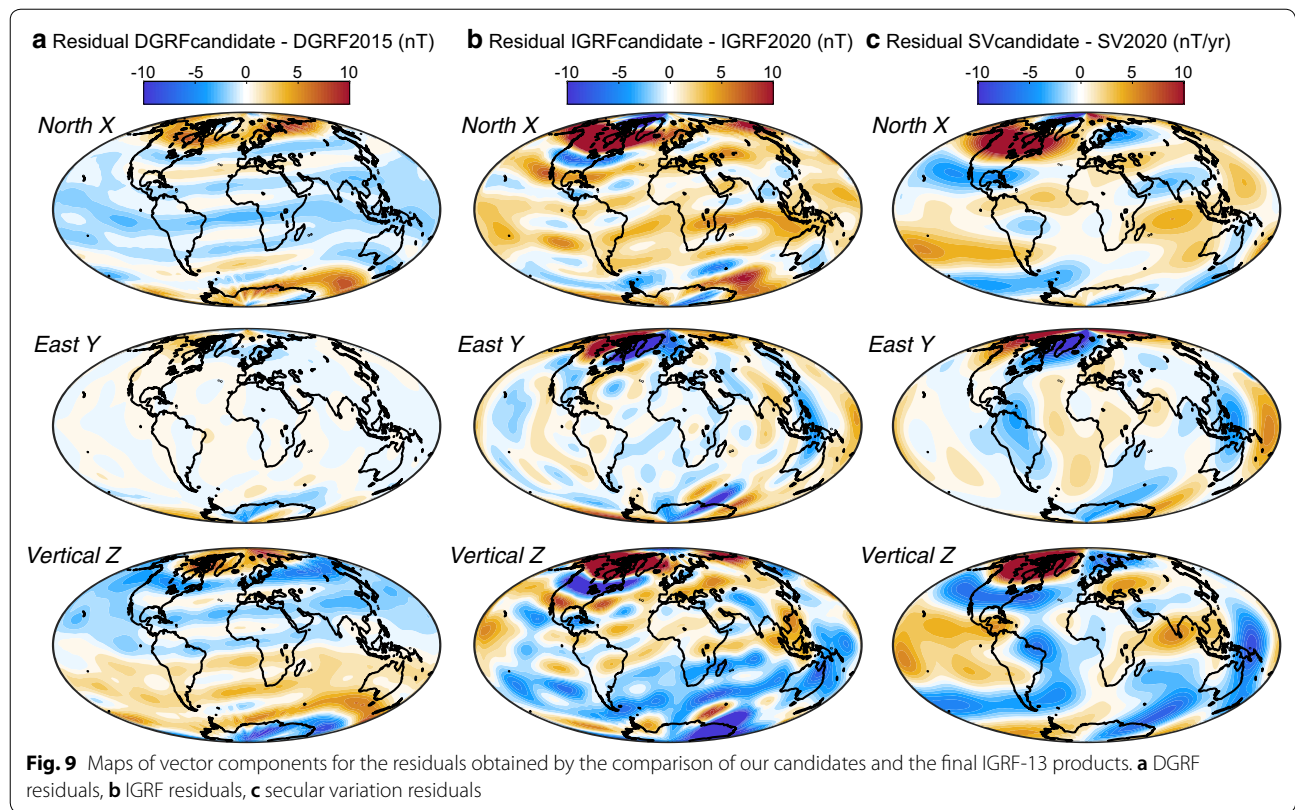 a Residual DGRFcandidate - DGRF2015 (nT)
b Residual IGRFcandidate - IGRF2020 (nT)
c Residual SVcandidate - SV2020 (nT/yr)
-10 -5 0 5 10
-10 -5 0 5 10
-10 -5 0 5 10
North X
North X
North X
East Y
East Y
East Y
Vertical Z
Vertical Z
Vertical Z
Fig. 9 Maps of vector components for the residuals obtained by the comparison of our candidates and the final IGRF-13 products. a DGRF
residuals, b IGRF residuals, c secular variation residuals